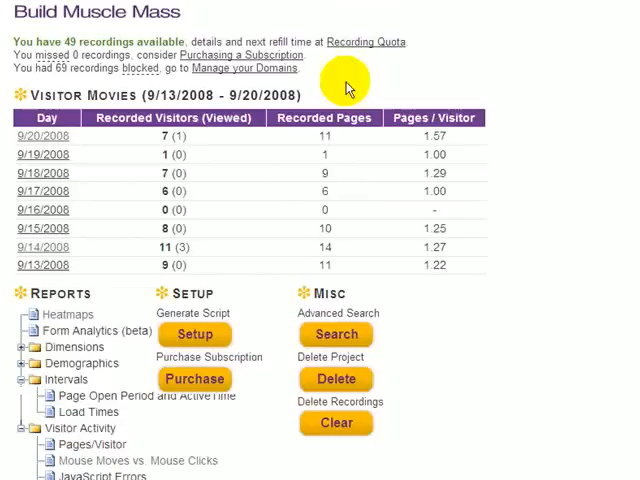 Build Muscle Mass
You have 49 recordings available, details and next refill time at Recording Quota.
You missed 0 recordings, consider Purchasing a Subscription.
You had 69 recordings blocked, go to Manage your Domains.
VISITOR MOVIES (9/13/2008 - 9/20/2008)
Day Recorded Visitors (Viewed) Recorded Pages Pages / Visitor
9/20/2008 7 (1) 11 1.57
9/19/2008 1 (0) 1 1.00
9/18/2008 7 (0) 9 1.29
9/17/2008 6 (0) 6 1.00
9/16/2008 0 (0) 0 -
9/15/2008 8 (0) 10 1.25
9/14/2008 11 (3) 14 1.27
9/13/2008 9 (0) 11 1.22
REPORTS SETUP MISC
Heatmaps Generate Script Advanced Search
Form Analytics (beta) Setup Search
Dimensions Purchase Subscription Delete Project
Demographics
Intervals Purchase Delete
Page Open Period and ActiveTime Delete Recordings
Load Times Clear
Visitor Activity
Pages/Visitor
Mouse Moves vs. Mouse Clicks
JavaScript Errors